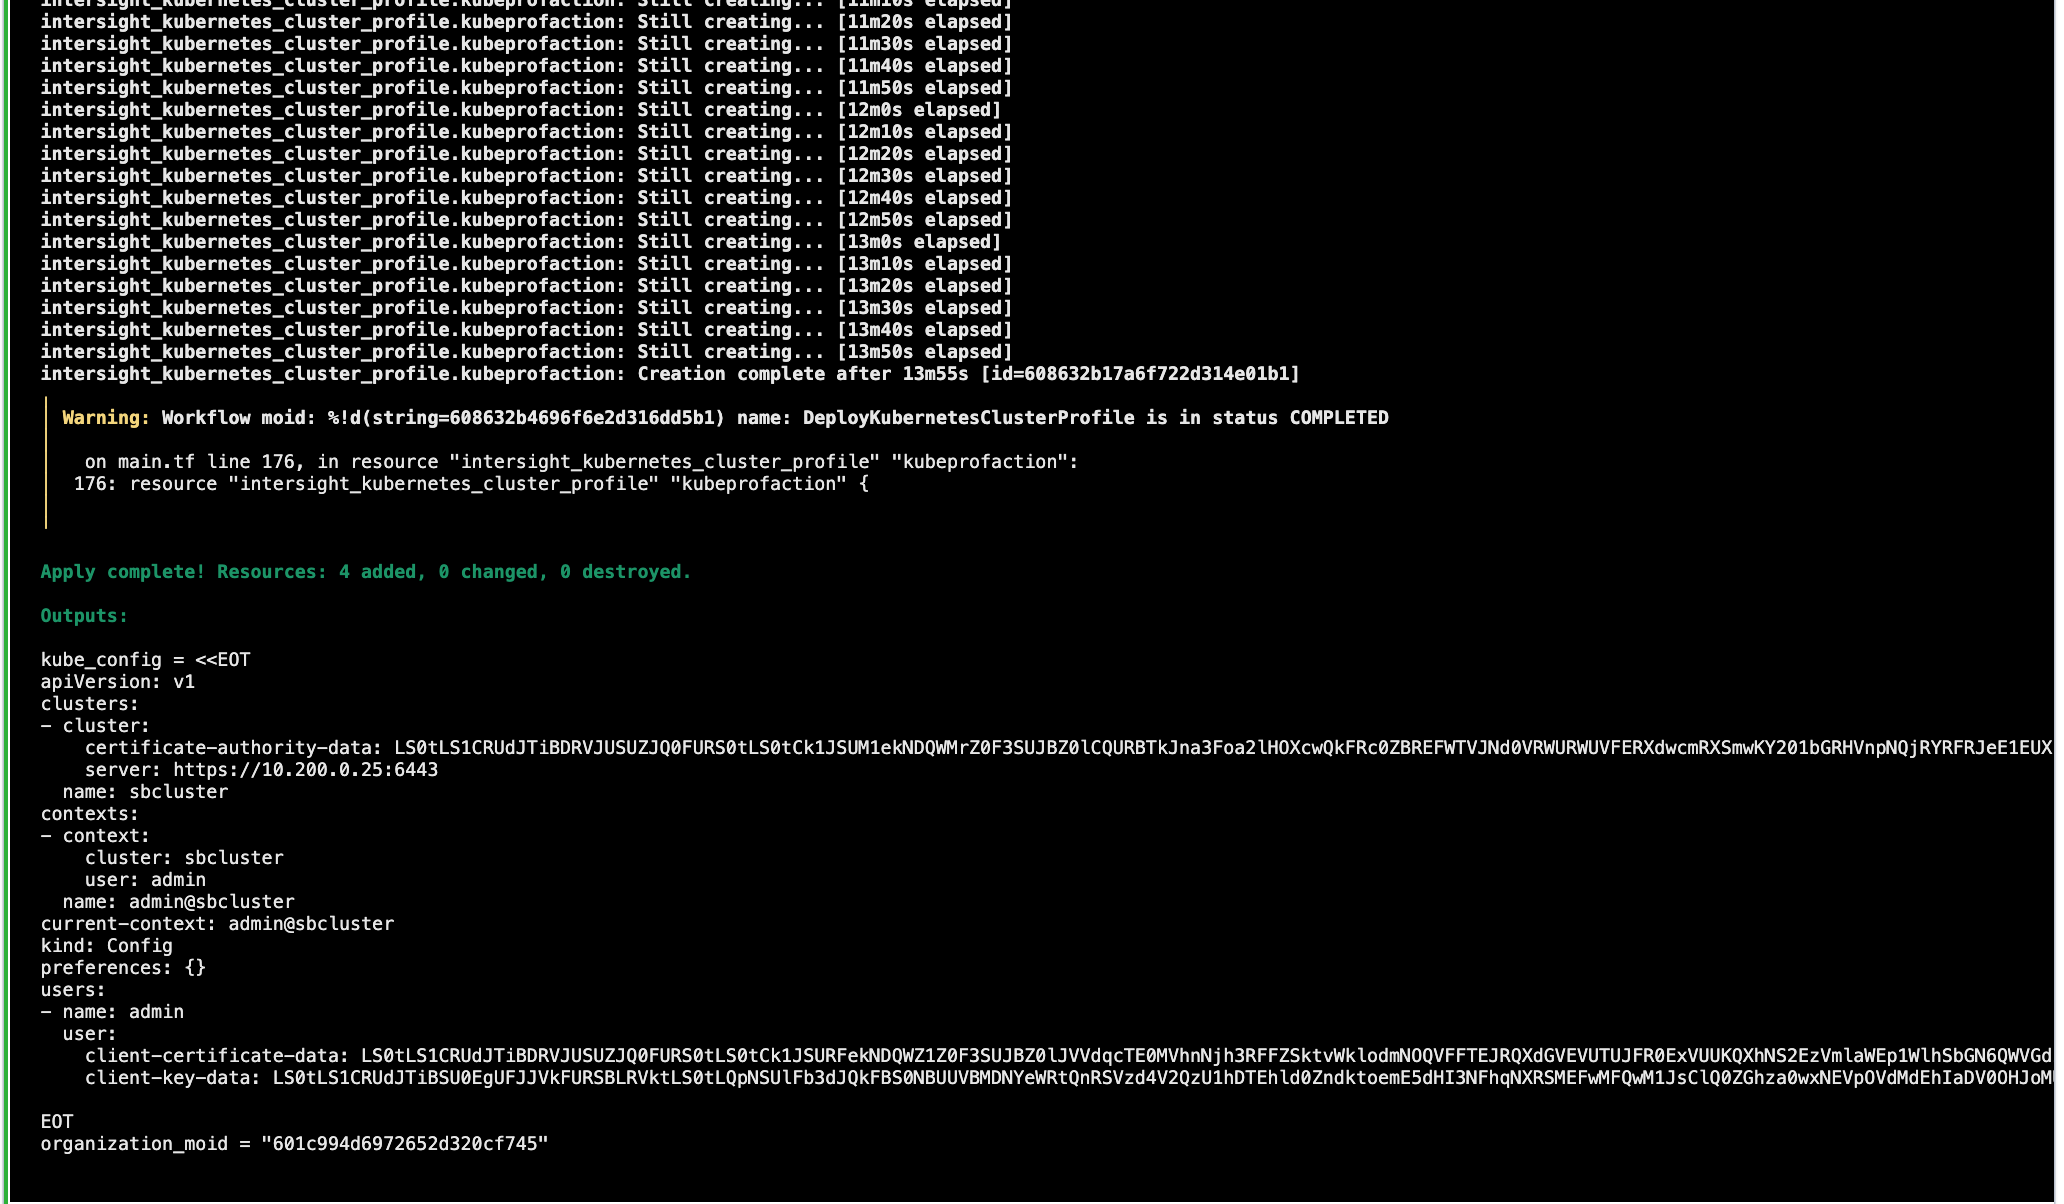 intersight_kubernetes_cluster_profile.kubeprofaction: Still creating... [11m10s elapsed]
intersight_kubernetes_cluster_profile.kubeprofaction: Still creating... [11m20s elapsed]
intersight_kubernetes_cluster_profile.kubeprofaction: Still creating... [11m30s elapsed]
intersight_kubernetes_cluster_profile.kubeprofaction: Still creating... [11m40s elapsed]
intersight_kubernetes_cluster_profile.kubeprofaction: Still creating... [11m50s elapsed]
intersight_kubernetes_cluster_profile.kubeprofaction: Still creating... [12m0s elapsed]
intersight_kubernetes_cluster_profile.kubeprofaction: Still creating... [12m10s elapsed]
intersight_kubernetes_cluster_profile.kubeprofaction: Still creating... [12m20s elapsed]
intersight_kubernetes_cluster_profile.kubeprofaction: Still creating... [12m30s elapsed]
intersight_kubernetes_cluster_profile.kubeprofaction: Still creating... [12m40s elapsed]
intersight_kubernetes_cluster_profile.kubeprofaction: Still creating... [12m50s elapsed]
intersight_kubernetes_cluster_profile.kubeprofaction: Still creating... [13m0s elapsed]
intersight_kubernetes_cluster_profile.kubeprofaction: Still creating... [13m10s elapsed]
intersight_kubernetes_cluster_profile.kubeprofaction: Still creating... [13m20s elapsed]
intersight_kubernetes_cluster_profile.kubeprofaction: Still creating... [13m30s elapsed]
intersight_kubernetes_cluster_profile.kubeprofaction: Still creating... [13m40s elapsed]
intersight_kubernetes_cluster_profile.kubeprofaction: Still creating... [13m50s elapsed]
intersight_kubernetes_cluster_profile.kubeprofaction: Creation complete after 13m55s [id=608632b17a6f722d314e01b1]
Warning: Workflow moid: %!d(string=608632b4696f6e2d316dd5b1) name: DeployKubernetesClusterProfile is in status COMPLETED
on main.tf line 176, in resource "intersight_kubernetes_cluster_profile" "kubeprofaction":
176: resource "intersight_kubernetes_cluster_profile" "kubeprofaction" {
Apply complete! Resources: 4 added, 0 changed, 0 destroyed.
Outputs:
kube_config = <<EOT
apiVersion: v1
clusters:
- cluster:
certificate-authority-data: LS0tLS1CRUdJTiBDRVJUSUZJQ0FURS0tLS0tCk1JSUM1ekNDQWMrZ0F3SUJBZ0lCQURBTkJna3Foa2lHOXcwQkFRc0ZBREFWTVJNd0VRWURWUVFERXdwcmRXSmwKY201bGRHVnpNQjRYRFRJeE1EUX
server: https://10.200.0.25:6443
name: sbcluster
contexts:
- context:
cluster: sbcluster
user: admin
name: admin@sbcluster
current-context: admin@sbcluster
kind: Config
preferences: {}
users:
- name: admin
user:
client-certificate-data: LS0tLS1CRUdJTiBDRVJUSUZJQ0FURS0tLS0tCk1JSURFekNDQWZ1Z0F3SUJBZ0lJVVdqcTE0MVhnNjh3RFFZSktvWklodmNOQVFFTEJRQXdGVEVUTUJFR0ExVUUKQXhNS2EzVmlaWEp1WlhSbGN6QWVGd
client-key-data:
EOT
organization_moid = "601c994d6972652d320cf745"